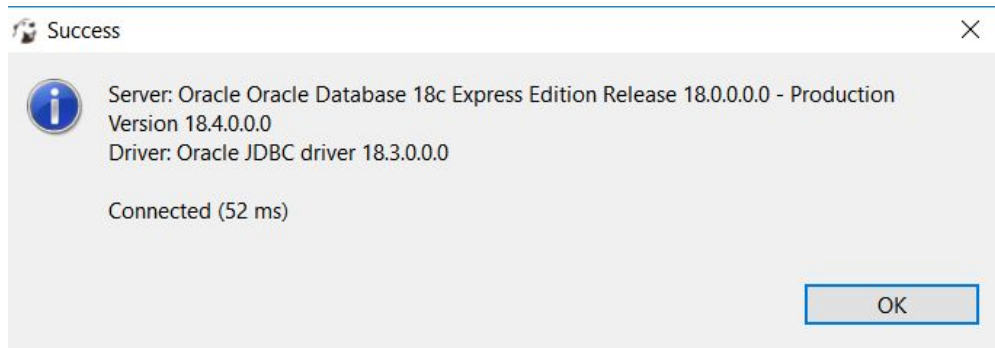 Success
Server: Oracle Oracle Database 18c Express Edition Release 18.0.0.0.0 - Production
Version 18.4.0.0.0
Driver: Oracle JDBC driver 18.3.0.0.0
Connected (52 ms)
OK